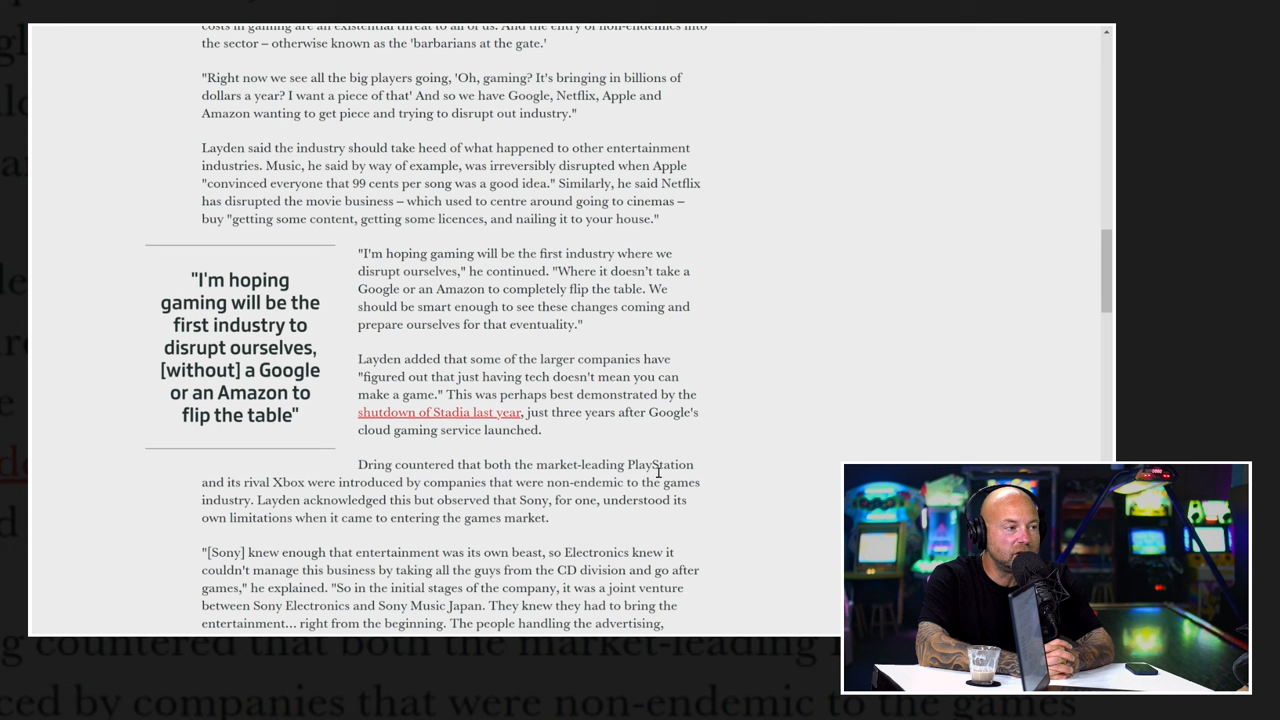 costs in gaming are an existential threat to all of us. And the entry of non-endemics into
the sector – otherwise known as the 'barbarians at the gate.'
"Right now we see all the big players going, 'Oh, gaming? It's bringing in billions of
dollars a year? I want a piece of that' And so we have Google, Netflix, Apple and
Amazon wanting to get piece and trying to disrupt out industry."
Layden said the industry should take heed of what happened to other entertainment
industries. Music, he said by way of example, was irreversibly disrupted when Apple
"convinced everyone that 99 cents per song was a good idea." Similarly, he said Netflix
has disrupted the movie business – which used to centre around going to cinemas –
buy "getting some content, getting some licences, and nailing it to your house."
"I'm hoping
gaming will be the
first industry to
disrupt ourselves,
[without] a Google
or an Amazon to
flip the table"
"I'm hoping gaming will be the first industry where we
disrupt ourselves," he continued. "Where it doesn't take a
Google or an Amazon to completely flip the table. We
should be smart enough to see these changes coming and
prepare ourselves for that eventuality."
Layden added that some of the larger companies have
"figured out that just having tech doesn't mean you can
make a game." This was perhaps best demonstrated by the
shutdown of Stadia last year, just three years after Google's
cloud gaming service launched.
Dring countered that both the market-leading PlayStation
and its rival Xbox were introduced by companies that were non-endemic to the games
industry. Layden acknowledged this but observed that Sony, for one, understood its
own limitations when it came to entering the games market.
"[Sony] knew enough that entertainment was its own beast, so Electronics knew it
couldn't manage this business by taking all the guys from the CD division and go after
games," he explained. "So in the initial stages of the company, it was a joint venture
between Sony Electronics and Sony Music Japan. They knew they had to bring the
entertainment... right from the beginning. The people handling the advertising,
g countered that both the market-leading
ced by companies that were non-endemic to the games